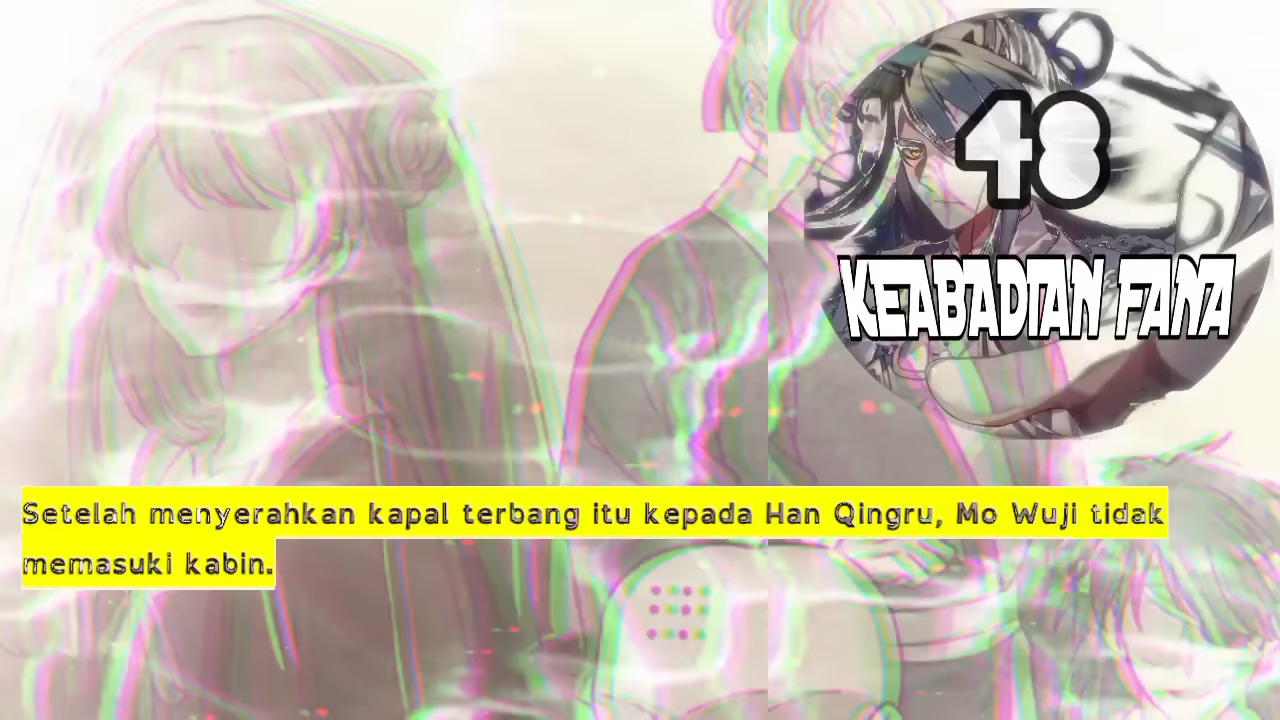 48
KEABADIAN FANA
Setelah menyerahkan kapal terbang itu kepada Han Qingru, Mo Wuji tidak
memasuki kabin.